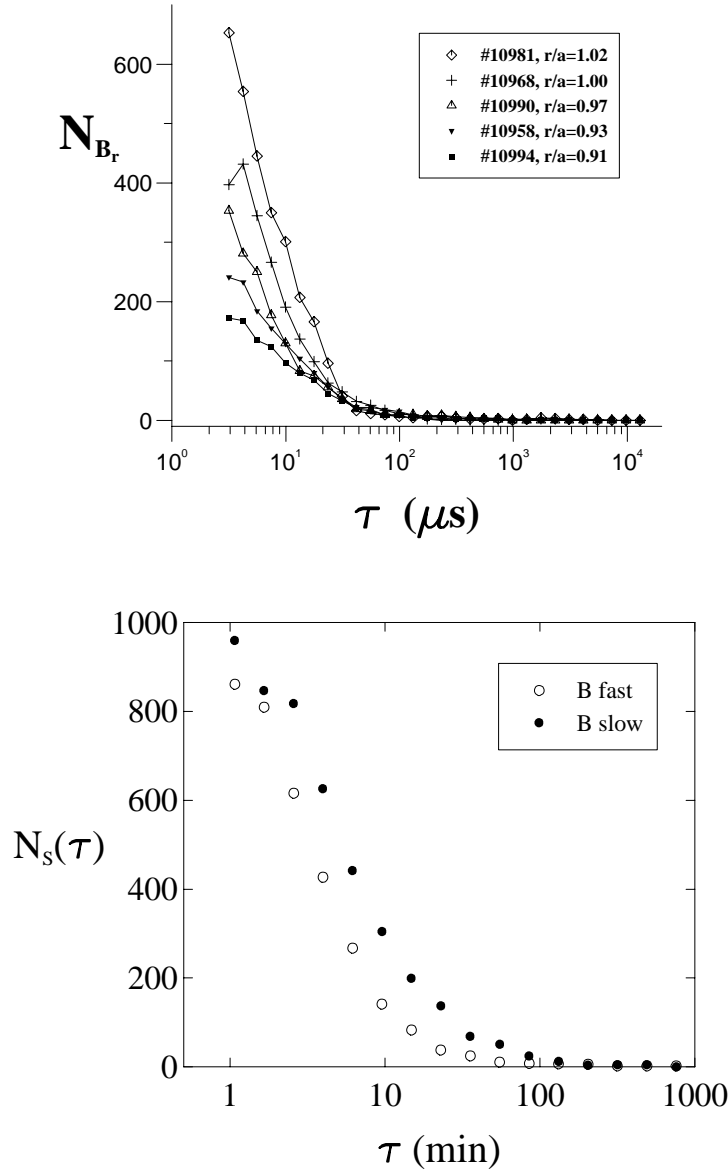 600
400
200
0
N_{B_r}
#10981, r/a=1.02
#10968, r/a=1.00
#10990, r/a=0.97
#10958, r/a=0.93
#10994, r/a=0.91
10^0 10^1 10^2 10^3 10^4
τ (μs)
1000
800
600
400
200
0
N_S(τ)
B fast
B slow
1 10 100 1000
τ (min)